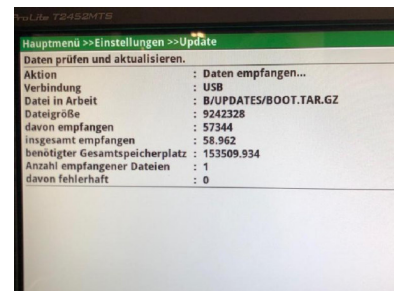 ProLite T2452MTS
Hauptmenü >>Einstellungen >>Update
Daten prüfen und aktualisieren.
Aktion : Daten empfangen...
Verbindung : USB
Datei in Arbeit : B/UPDATES/BOOT.TAR.GZ
Dateigröße : 9242328
davon empfangen : 57344
insgesamt empfangen : 58.962
benötigter Gesamtspeicherplatz : 153509.934
Anzahl empfangener Dateien : 1
davon fehlerhaft : 0